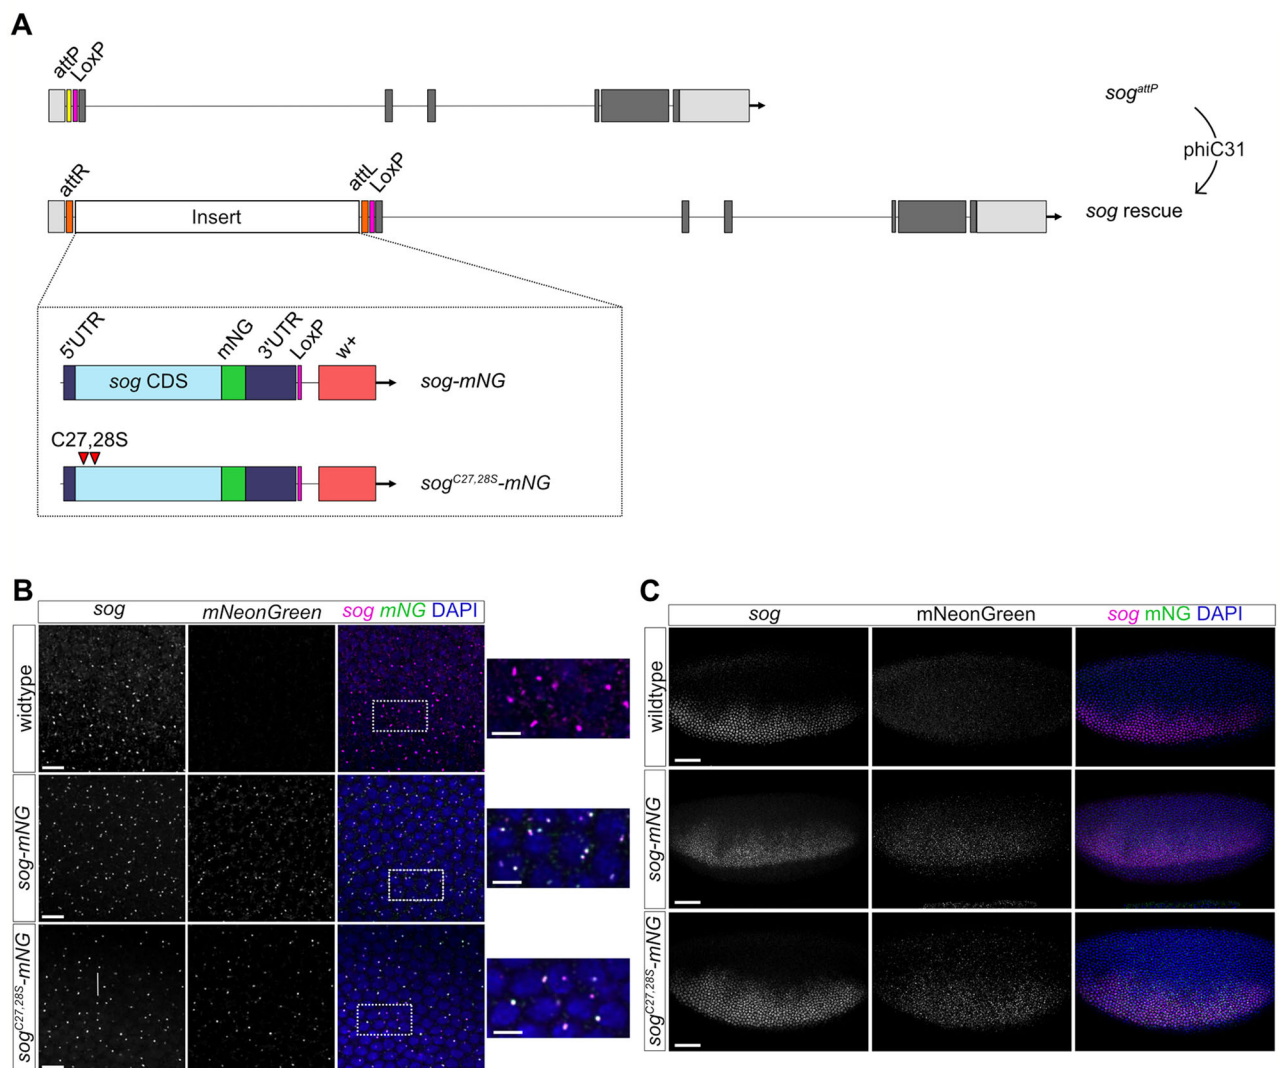 A
attP LoxP
sog^attP
phiC31
attR attL LoxP
Insert
sog rescue
5'UTR mNG 3'UTR LoxP w+
sog CDS
sog-mNG
C27,28S
sog^C27,28S-mNG
B
sog mNeonGreen sog mNG DAPI
widtype
sog-mNG
sog^C27,28S-mNG
C
sog mNeonGreen sog mNG DAPI
wildtype
sog-mNG
sog^C27,28S-mNG